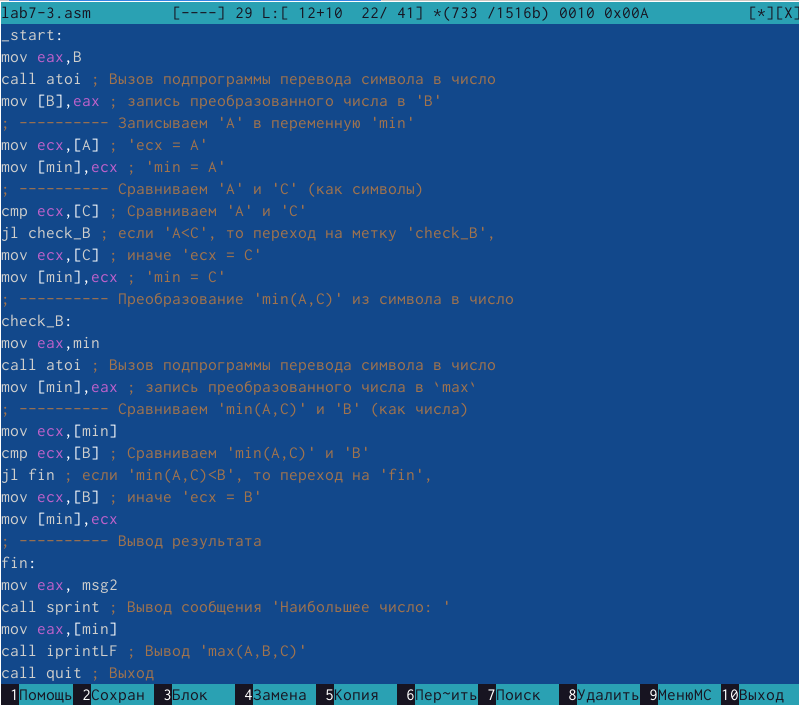 lab7-3.asm [----] 29 L:[ 12+10 22/ 41] *(733 /1516b) 0010 0x00A [*][X]
_start:
mov eax,B
call atoi ; Вызов подпрограммы перевода символа в число
mov [B],eax ; запись преобразованного числа в 'B'
; ---------- Записываем 'A' в переменную 'min'
mov ecx,[A] ; 'ecx = A'
mov [min],ecx ; 'min = A'
; ---------- Сравниваем 'A' и 'C' (как символы)
cmp ecx,[C] ; Сравниваем 'A' и 'C'
jl check_B ; если 'A<C', то переход на метку 'check_B',
mov ecx,[C] ; иначе 'ecx = C'
mov [min],ecx ; 'min = C'
; ---------- Преобразование 'min(A,C)' из символа в число
check_B:
mov eax,min
call atoi ; Вызов подпрограммы перевода символа в число
mov [min],eax ; запись преобразованного числа в `max`
; ---------- Сравниваем 'min(A,C)' и 'B' (как числа)
mov ecx,[min]
cmp ecx,[B] ; Сравниваем 'min(A,C)' и 'B'
jl fin ; если 'min(A,C)<B', то переход на 'fin',
mov ecx,[B] ; иначе 'ecx = B'
mov [min],ecx
; ---------- Вывод результата
fin:
mov eax, msg2
call sprint ; Вывод сообщения 'Наибольшее число: '
mov eax,[min]
call iprintLF ; Вывод 'max(A,B,C)'
call quit ; Выход
1Помощь 2Сохран 3Блок 4Замена 5Копия 6Пер~ить 7Поиск 8Удалить 9МенюMC 10Выход